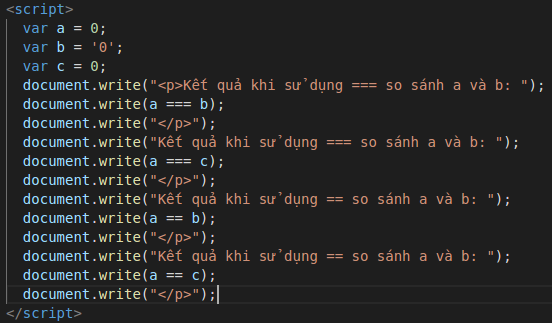 <script>
var a = 0;
var b = '0';
var c = 0;
document.write("<p>Kết quả khi sử dụng === so sánh a và b: ");
document.write(a === b);
document.write("</p>");
document.write("Kết quả khi sử dụng === so sánh a và b: ");
document.write(a === c);
document.write("</p>");
document.write("Kết quả khi sử dụng == so sánh a và b: ");
document.write(a == b);
document.write("</p>");
document.write("Kết quả khi sử dụng == so sánh a và b: ");
document.write(a == c);
document.write("</p>");
</script>